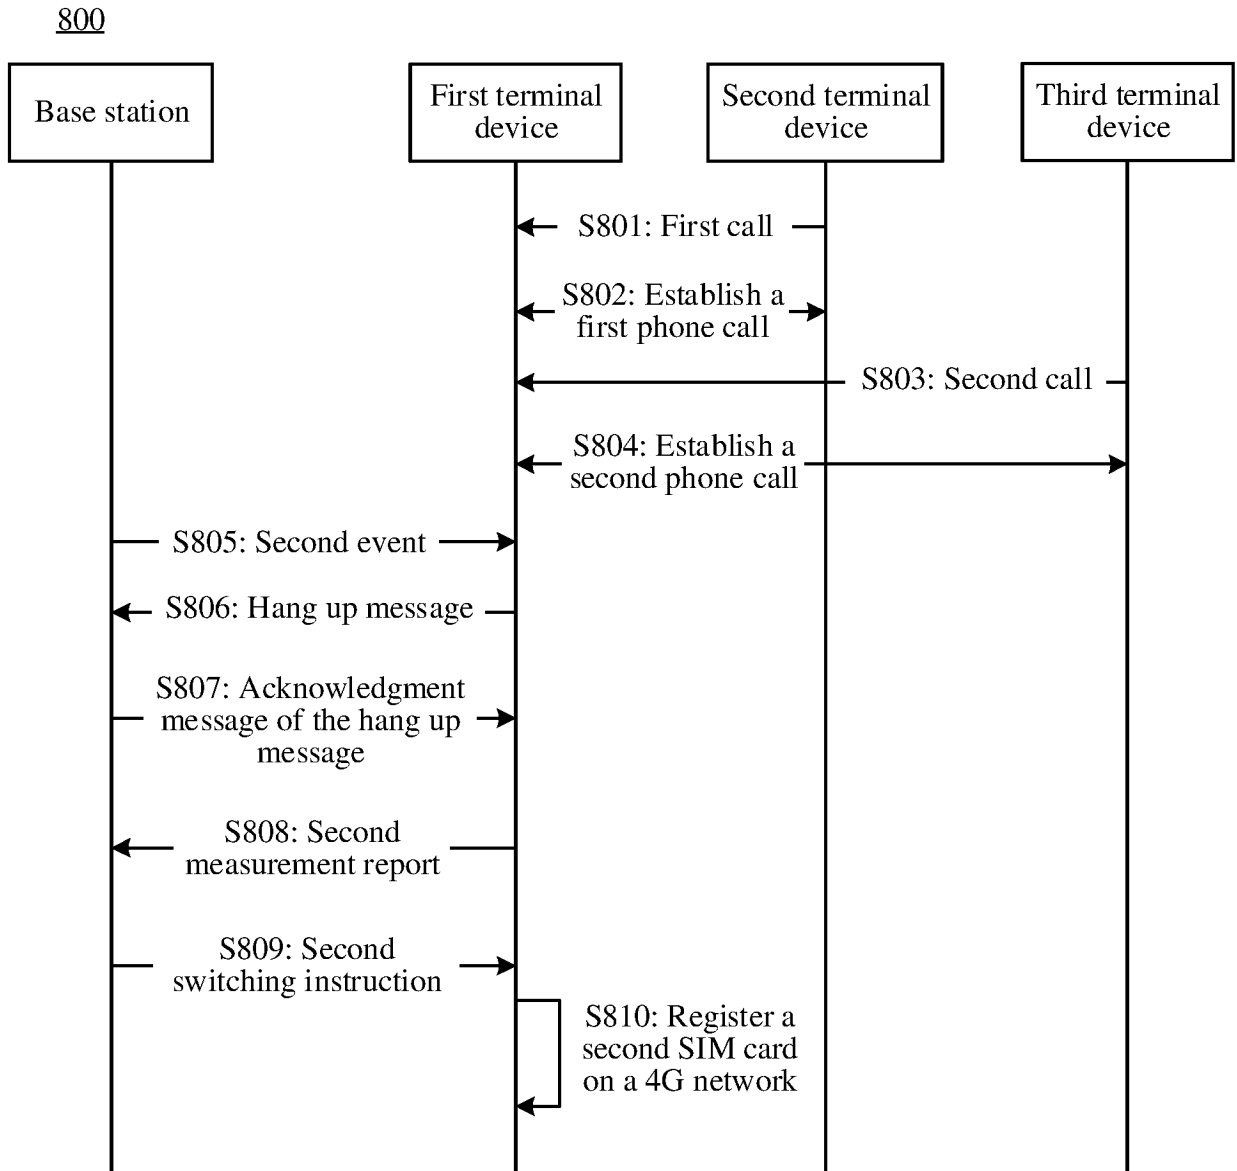 800
Base station
First terminal
device
Second terminal
device
Third terminal
device
S801: First call
S802: Establish a
first phone call
S803: Second call
S804: Establish a
second phone call
S805: Second event
S806: Hang up message
S807: Acknowledgment
message of the hang up
message
S808: Second
measurement report
S809: Second
switching instruction
S810: Register a
second SIM card
on a 4G network